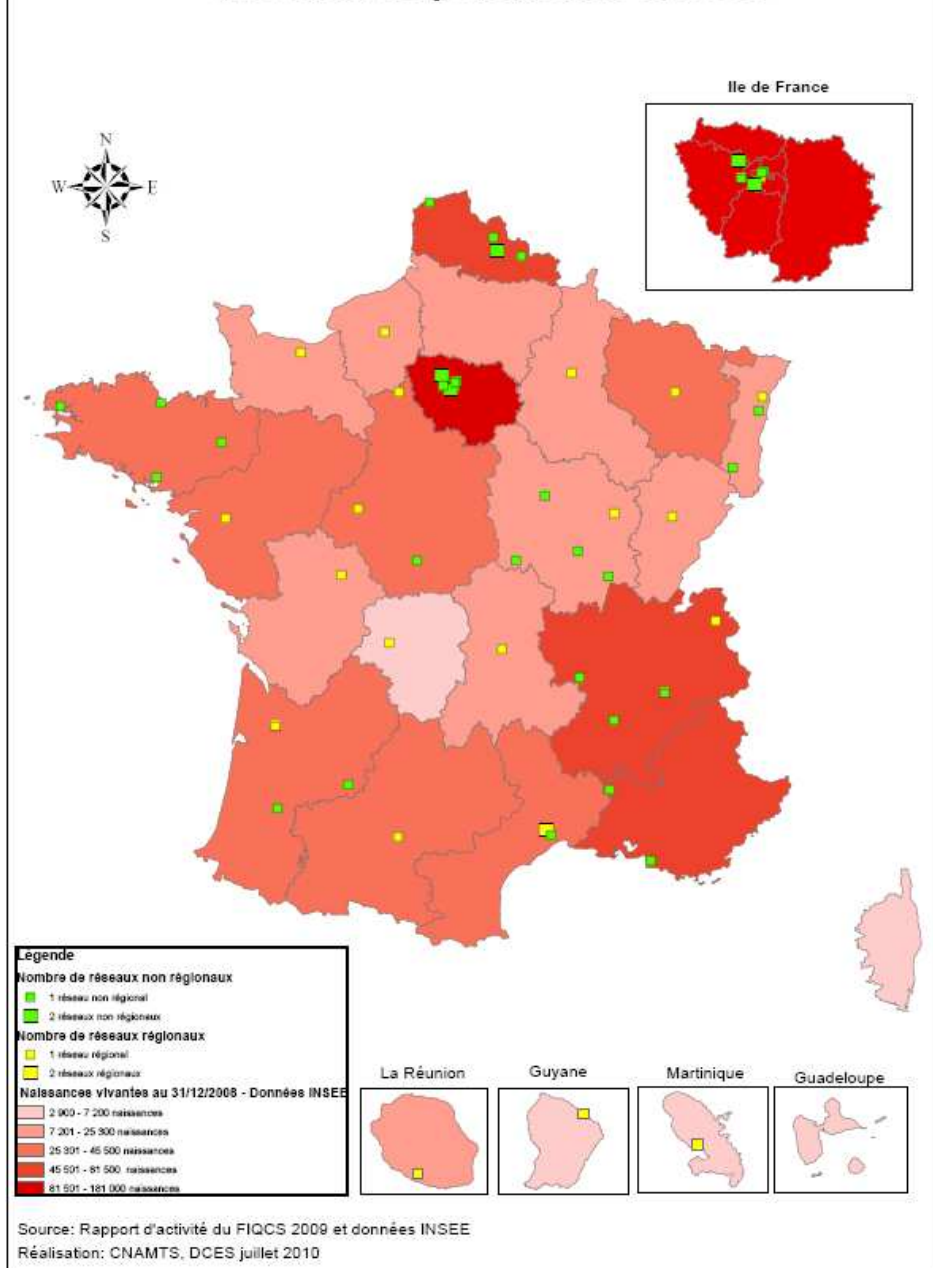 Ile de France
N
W E
S
Légende
Nombre de réseaux non régionaux
1 réseau non régional
2 réseaux non régionaux
Nombre de réseaux régionaux
1 réseau régional
2 réseaux régionaux
Naissances vivantes au 31/12/2008 - Données INSEE
2 900 - 7 200 naissances
7 201 - 25 300 naissances
25 301 - 45 500 naissances
45 501 - 81 500 naissances
81 501 - 181 000 naissances
La Réunion
Guyane
Martinique
Guadeloupe
Source: Rapport d'activité du FIQCS 2009 et données INSEE
Réalisation: CNAMTS, DCES juillet 2010